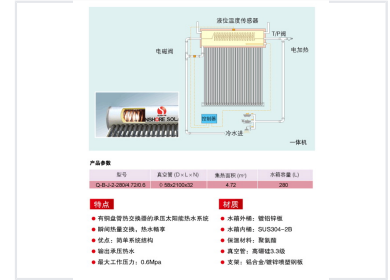 液位温度传感器
T/P阀
电磁阀
电加热
控制器
冷水进
一体机
NSHORE SOL
产品参数
型号 真空管 (D×L×N) 集热面积 (m²) 水箱容量 (L)
Q-B-J-2-280/4.72/0.6 Φ58x2100x32 4.72 280
特点
● 有铜盘管热交换器的承压太阳能热水系统
● 瞬间热量交换，热水畅享
● 优点：简单系统结构
● 输出承压热水
● 最大工作压力：0.6Mpa
材质
● 水箱外桶：镀铝锌板
● 水箱内桶：SUS304-2B
● 保温材料：聚氨酯
● 真空管：高硼硅3.3级
● 支架：铝合金/镀锌喷塑钢板